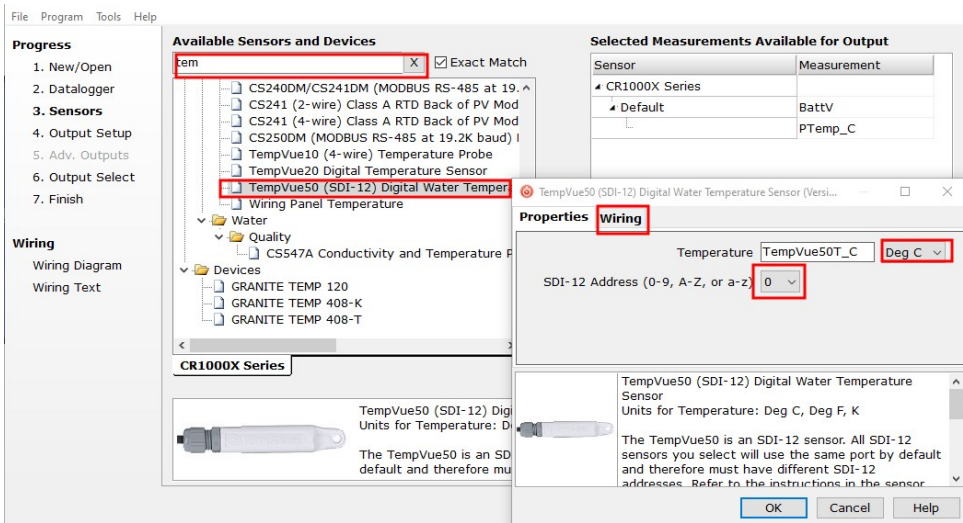 File Program Tools Help
Progress
1. New/Open
2. Datalogger
3. Sensors
4. Output Setup
5. Adv. Outputs
6. Output Select
7. Finish
Wiring
Wiring Diagram
Wiring Text
Available Sensors and Devices
tem X Exact Match
CS240DM/CS241DM (MODBUS RS-485 at 19.
CS241 (2-wire) Class A RTD Back of PV Mod
CS241 (4-wire) Class A RTD Back of PV Mod
CS250DM (MODBUS RS-485 at 19.2K baud)
TempVue10 (4-wire) Temperature Probe
TempVue20 Digital Temperature Sensor
TempVue50 (SDI-12) Digital Water Temper
Wiring Panel Temperature
Water
Quality
CS547A Conductivity and Temperature P
Devices
GRANITE TEMP 120
GRANITE TEMP 408-K
GRANITE TEMP 408-T
CR1000X Series
TempVue50 (SDI-12) Digi
Units for Temperature: D
The TempVue50 is an SD
default and therefore mu
Selected Measurements Available for Output
Sensor Measurement
CR1000X Series
Default BattV
PTemp_C
TempVue50 (SDI-12) Digital Water Temperature Sensor (Versi...
Properties Wiring
Temperature TempVue50T_C Deg C
SDI-12 Address (0-9, A-Z, or a-z) 0
TempVue50 (SDI-12) Digital Water Temperature
Sensor
Units for Temperature: Deg C, Deg F, K
The TempVue50 is an SDI-12 sensor. All SDI-12
sensors you select will use the same port by default
and therefore must have different SDI-12
addresses. Refer to the instructions in the sensor
OK Cancel Help